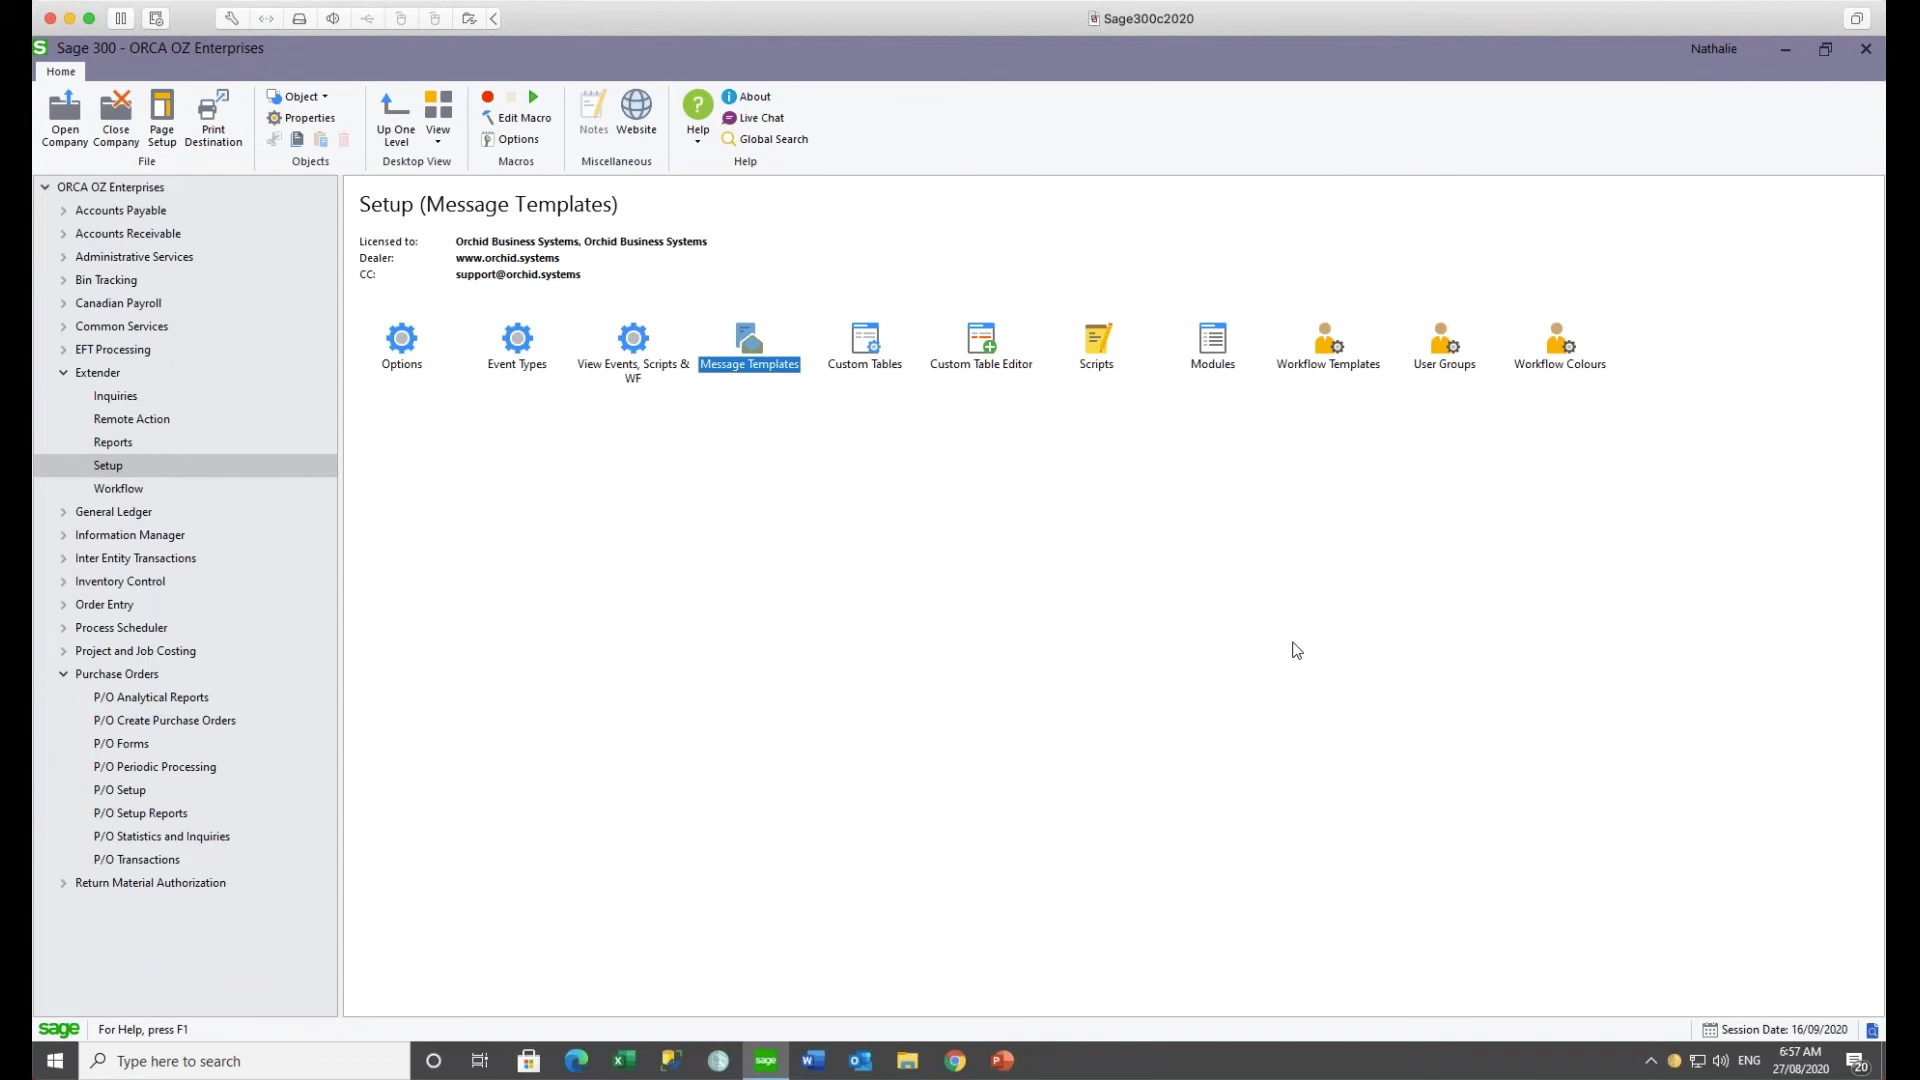 Sage300c2020
S Sage 300 - ORCA OZ Enterprises
Nathalie
Home
Open Company
Close Company
Page Setup
Print Destination
File
Object
Properties
Objects
Up One Level
View
Desktop View
Edit Macro
Options
Macros
Notes
Website
Miscellaneous
Help
About
Live Chat
Global Search
Help
ORCA OZ Enterprises
Accounts Payable
Accounts Receivable
Administrative Services
Bin Tracking
Canadian Payroll
Common Services
EFT Processing
Extender
Inquiries
Remote Action
Reports
Setup
Workflow
General Ledger
Information Manager
Inter Entity Transactions
Inventory Control
Order Entry
Process Scheduler
Project and Job Costing
Purchase Orders
P/O Analytical Reports
P/O Create Purchase Orders
P/O Forms
P/O Periodic Processing
P/O Setup
P/O Setup Reports
P/O Statistics and Inquiries
P/O Transactions
Return Material Authorization
Setup (Message Templates)
Licensed to: Orchid Business Systems, Orchid Business Systems
Dealer: www.orchid.systems
CC: support@orchid.systems
Options
Event Types
View Events, Scripts &
WF
Message Templates
Custom Tables
Custom Table Editor
Scripts
Modules
Workflow Templates
User Groups
Workflow Colours
sage For Help, press F1
Session Date: 16/09/2020
Type here to search
sage
ENG
6:57 AM
27/08/2020
20